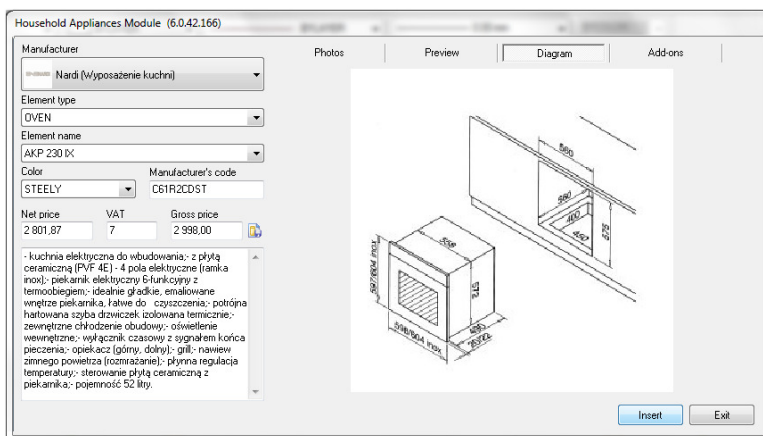 Household Appliances Module (6.0.42.166)
Manufacturer
Nardi (Wyposażenie kuchni)
Element type
OVEN
Element name
AKP 230 IX
Color
Manufacturer's code
STEELY
C61R2CDST
Net price
VAT
Gross price
2 801,87
7
2 998,00
- kuchnia elektryczna do wbudowania;- z płytą
ceramiczną (PVF 4E) - 4 pola elektryczne (ramka
inox);- piekarnik elektryczny 6-funkcyjny z
termoobiegiem;- idealnie gładkie, emaliowane
wnętrze piekarnika, łatwe do czyszczenia;- potrójna
hartowana szyba drzwiczek izolowana termicznie;-
zewnętrzne chłodzenie obudowy;- oświetlenie
wewnętrzne;- wyłącznik czasowy z sygnałem końca
pieczenia;- opiekacz (górny, dolny);- grill;- nawiew
zimnego powietrza (rozmrażanie);- płynna regulacja
temperatury;- sterowanie płytą ceramiczną z
piekarnika;- pojemność 52 litry.
Photos
Preview
Diagram
Add-ons
560
560
400
575
558
572
595/604 inox
Insert
Exit